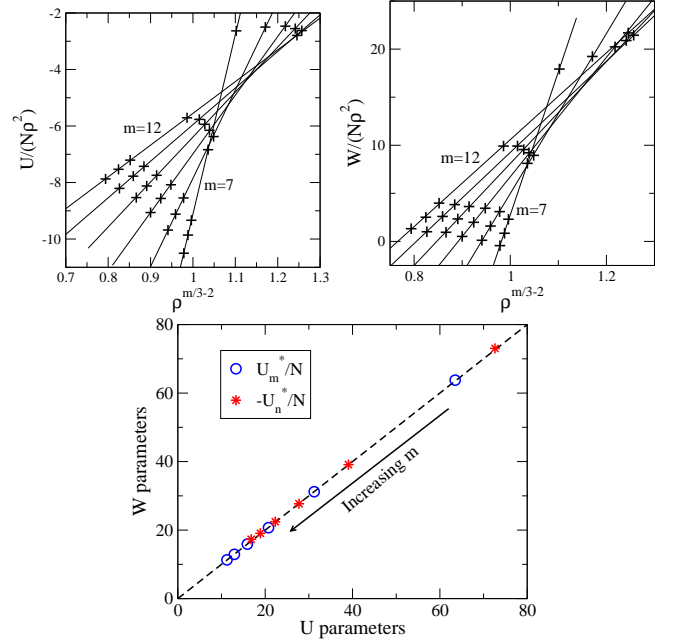 -2
-4
-6
-8
-10
U/(Nρ²)
m=12
m=7
0.7 0.8 0.9 1 1.1 1.2 1.3
ρ^{m/3-2}
20
10
0
W/(Nρ²)
m=12
m=7
1 1.2
ρ^{m/3-2}
80
60
40
20
0
W parameters
U_m^*/N
-U_n^*/N
Increasing m
0 20 40 60 80
U parameters